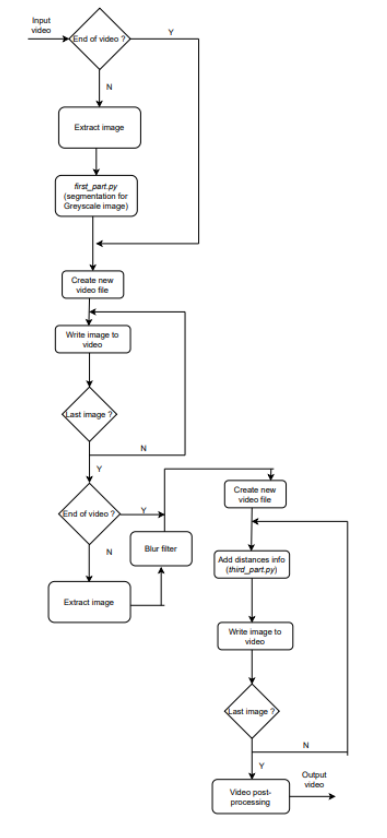 Input
video
End of video ?
Y
N
Extract image
first_part.py
(segmentation for
Greyscale image)
Create new
video file
Write image to
video
Last image ?
N
Y
End of video ?
Y
N
Blur filter
Extract image
Create new
video file
Add distances info
(third_part.py)
Write image to
video
Last image ?
N
Y
Video post-
processing
Output
video